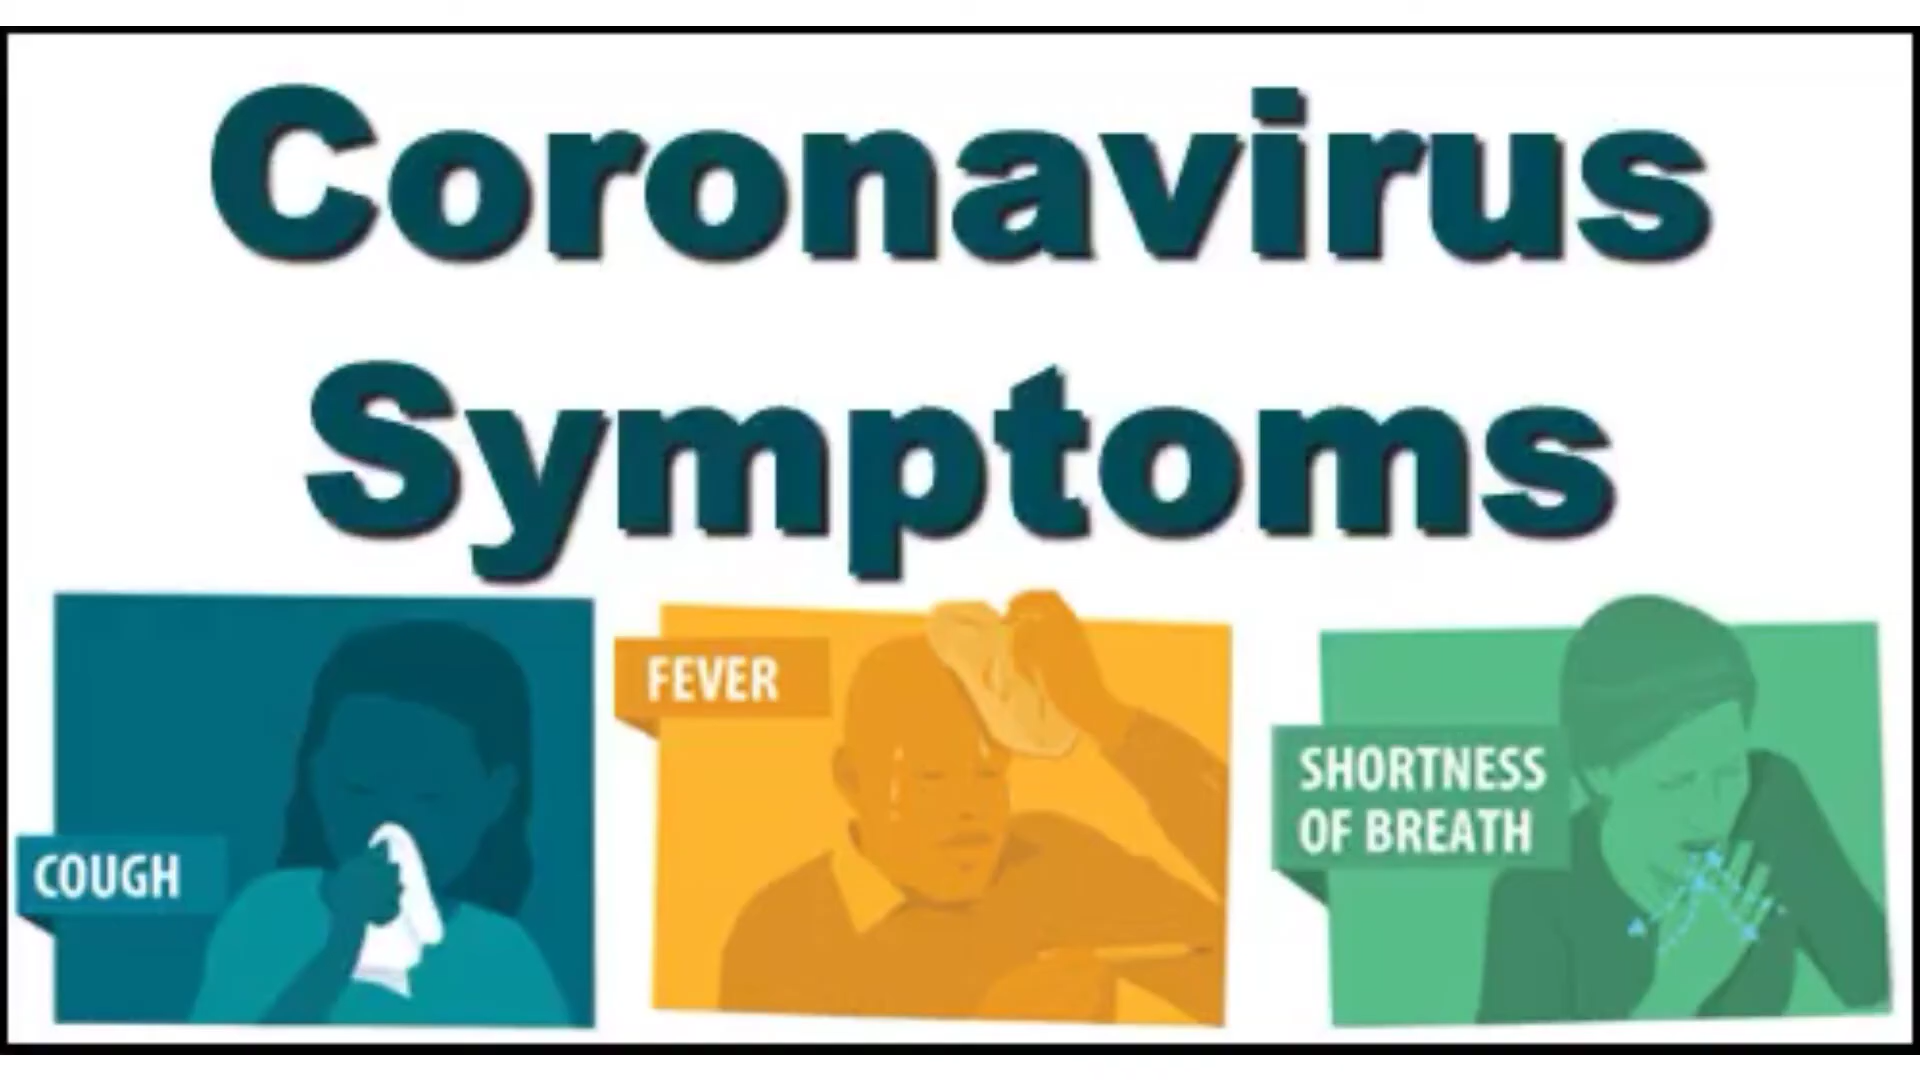 Coronavirus
Symptoms
COUGH
FEVER
SHORTNESS
OF BREATH